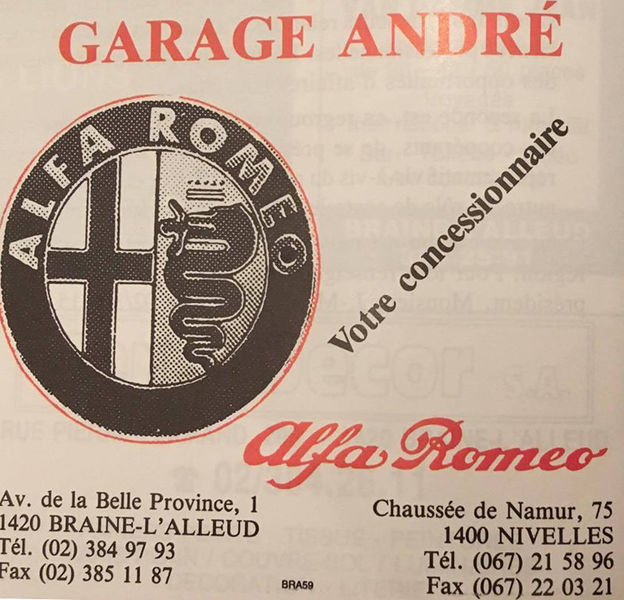 GARAGE ANDRÉ
ALFA ROMEO
Votre concessionnaire
Alfa Romeo
Av. de la Belle Province, 1
1420 BRAINE-L'ALLEUD
Tél. (02) 384 97 93
Fax (02) 385 11 87
BRA59
Chaussée de Namur, 75
1400 NIVELLES
Tél. (067) 21 58 96
Fax (067) 22 03 21